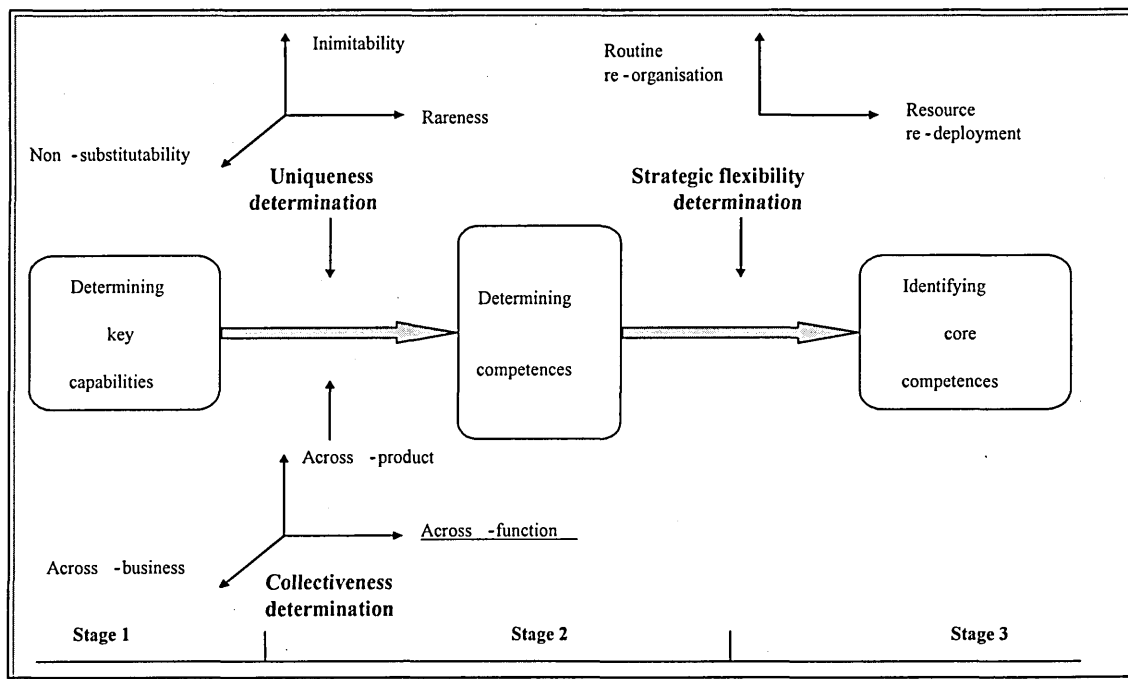 Inimitability
Rareness
Non -substitutability
Uniqueness
determination
Routine
re -organisation
Resource
re -deployment
Strategic flexibility
determination
Determining
key
capabilities
Determining
competences
Identifying
core
competences
Across -product
Across -function
Across -business
Collectiveness
determination
Stage 1
Stage 2
Stage 3